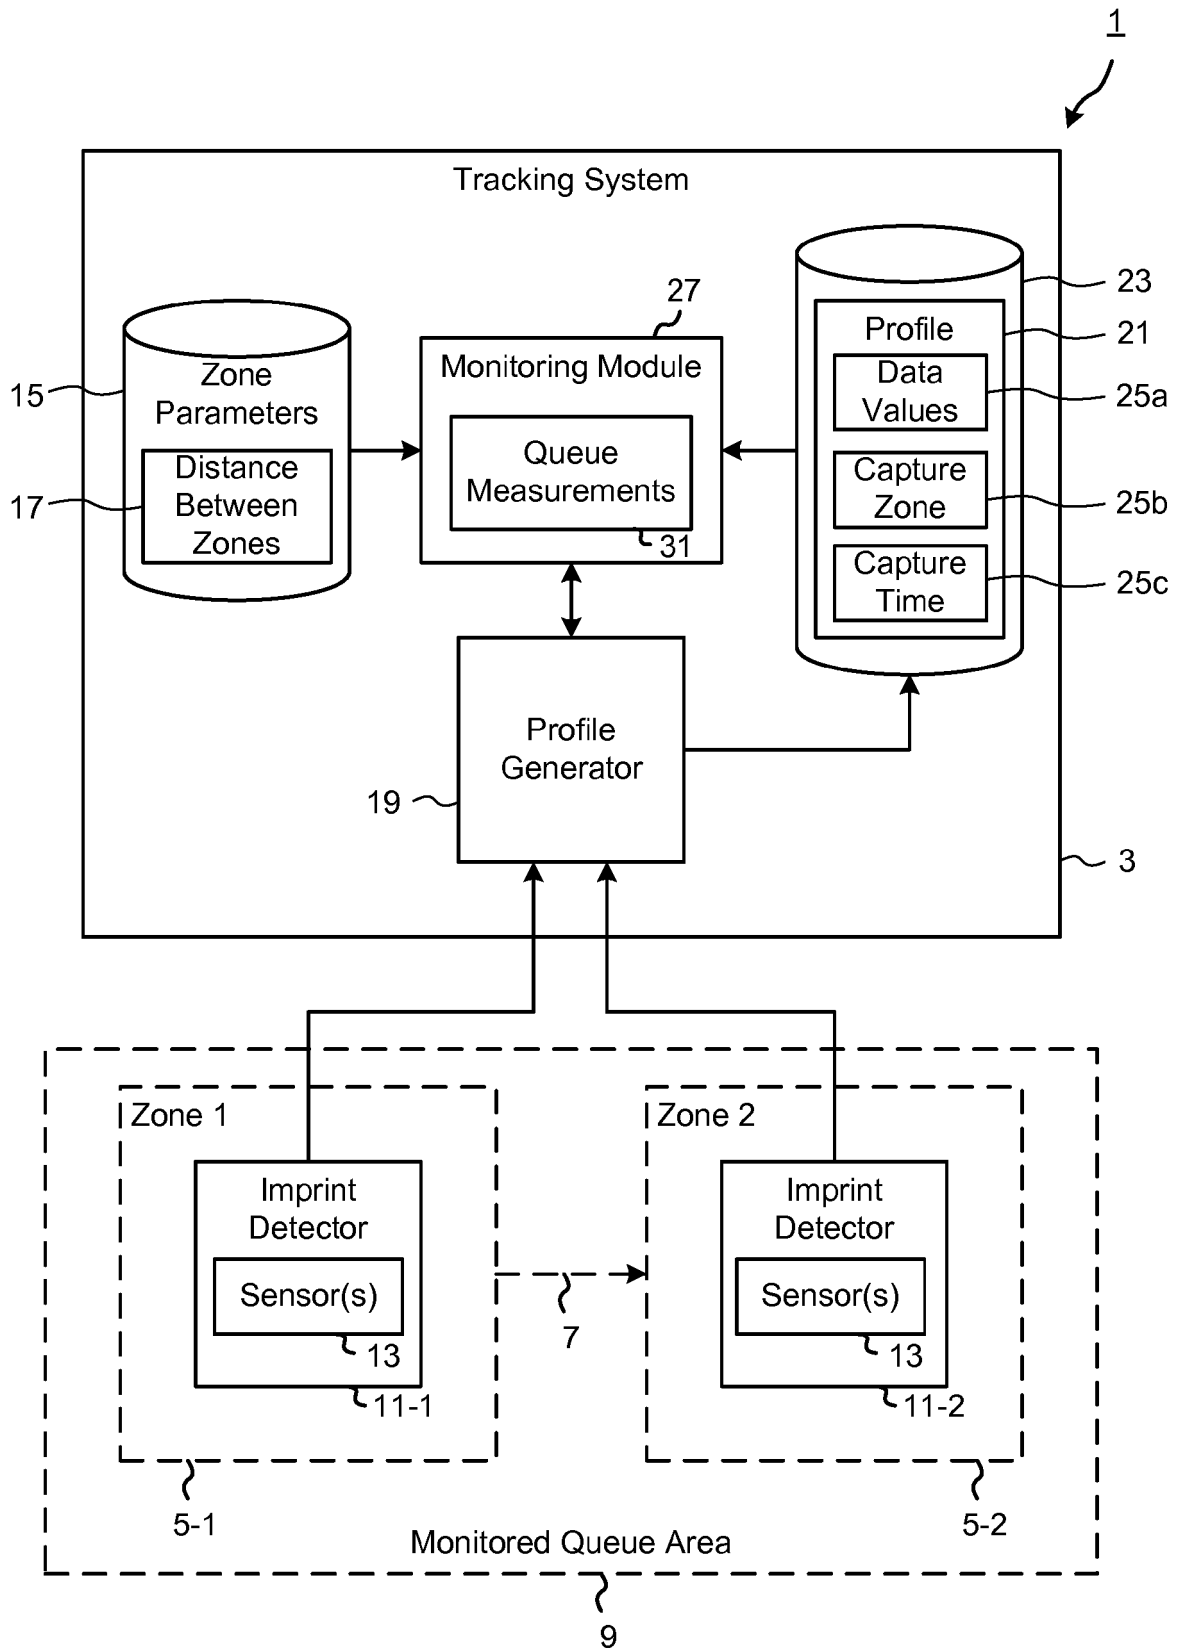 1
Tracking System
23
27
Profile
21
Monitoring Module
Zone
Parameters
15
Data
Values
25a
Queue
Measurements
31
Distance
Between
Zones
17
Capture
Zone
25b
Capture
Time
25c
Profile
Generator
19
3
Zone 1
Zone 2
Imprint
Detector
Imprint
Detector
Sensor(s)
Sensor(s)
7
13
13
11-1
11-2
5-1
5-2
Monitored Queue Area
9